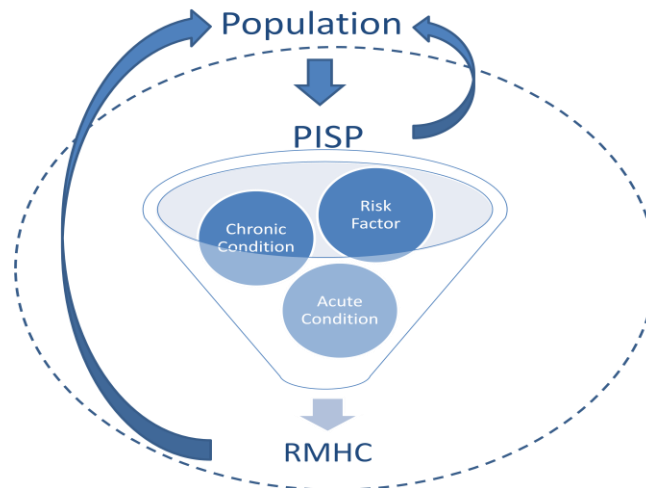 Population
PISP
Risk
Factor
Chronic
Condition
Acute
Condition
RMHC